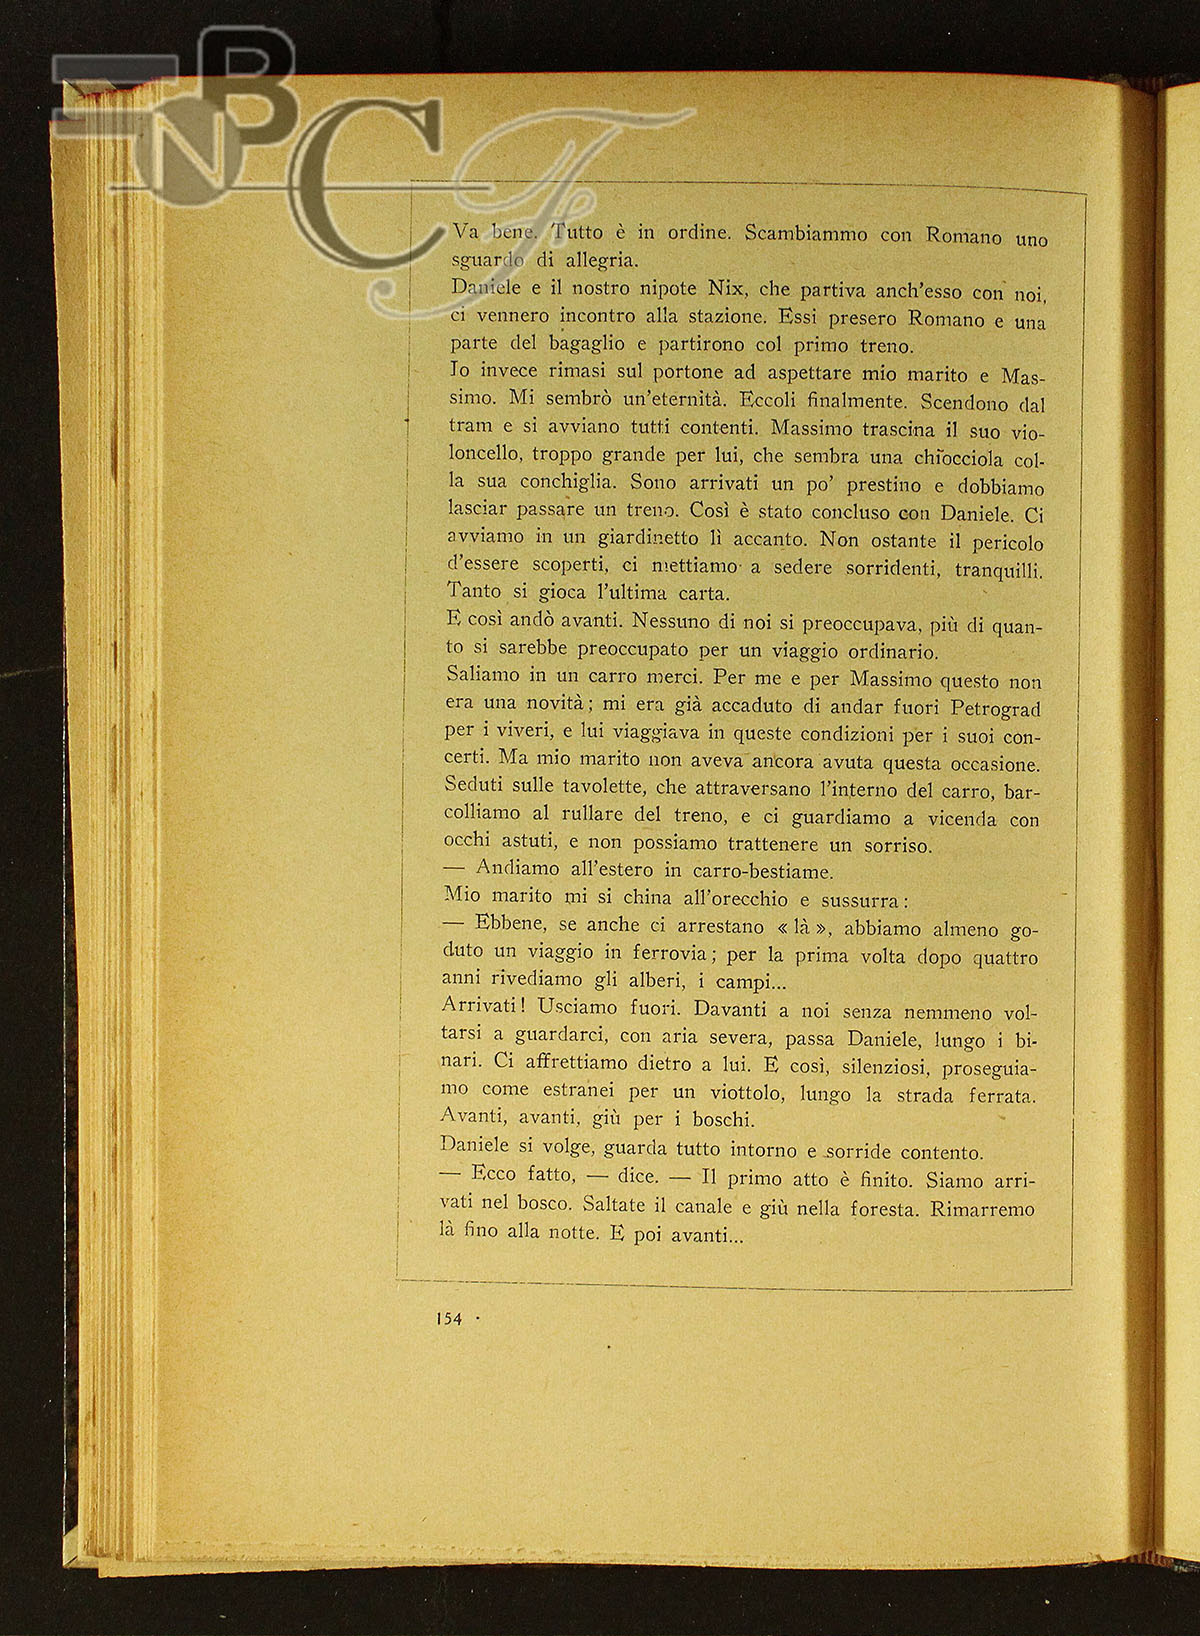 BNCF
Va bene. Tutto è in ordine. Scambiammo con Romano uno
sguardo di allegria.
Daniele e il nostro nipote Nix, che partiva anch'esso con noi,
ci vennero incontro alla stazione. Essi presero Romano e una
parte del bagaglio e partirono col primo treno.
Io invece rimasi sul portone ad aspettare mio marito e Mas-
simo. Mi sembrò un'eternità. Eccoli finalmente. Scendono dal
tram e si avviano tutti contenti. Massimo trascina il suo vio-
loncello, troppo grande per lui, che sembra una chiocciola col-
la sua conchiglia. Sono arrivati un po' prestino e dobbiamo
lasciar passare un treno. Così è stato concluso con Daniele. Ci
avviamo in un giardinetto lì accanto. Non ostante il pericolo
d'essere scoperti, ci mettiamo a sedere sorridenti, tranquilli.
Tanto si gioca l'ultima carta.
E così andò avanti. Nessuno di noi si preoccupava, più di quan-
to si sarebbe preoccupato per un viaggio ordinario.
Saliamo in un carro merci. Per me e per Massimo questo non
era una novità; mi era già accaduto di andar fuori Petrograd
per i viveri, e lui viaggiava in queste condizioni per i suoi con-
certi. Ma mio marito non aveva ancora avuta questa occasione.
Seduti sulle tavolette, che attraversano l'interno del carro, bar-
colliamo al rullare del treno, e ci guardiamo a vicenda con
occhi astuti, e non possiamo trattenere un sorriso.
— Andiamo all'estero in carro-bestiame.
Mio marito mi si china all'orecchio e sussurra:
— Ebbene, se anche ci arrestano « là », abbiamo almeno go-
duto un viaggio in ferrovia; per la prima volta dopo quattro
anni rivediamo gli alberi, i campi...
Arrivati! Usciamo fuori. Davanti a noi senza nemmeno vol-
tarsi a guardarci, con aria severa, passa Daniele, lungo i bi-
nari. Ci affrettiamo dietro a lui. E così, silenziosi, proseguia-
mo come estranei per un viottolo, lungo la strada ferrata.
Avanti, avanti, giù per i boschi.
Daniele si volge, guarda tutto intorno e sorride contento.
— Ecco fatto, — dice. — Il primo atto è finito. Siamo arri-
vati nel bosco. Saltate il canale e giù nella foresta. Rimarremo
là fino alla notte. E poi avanti...
154